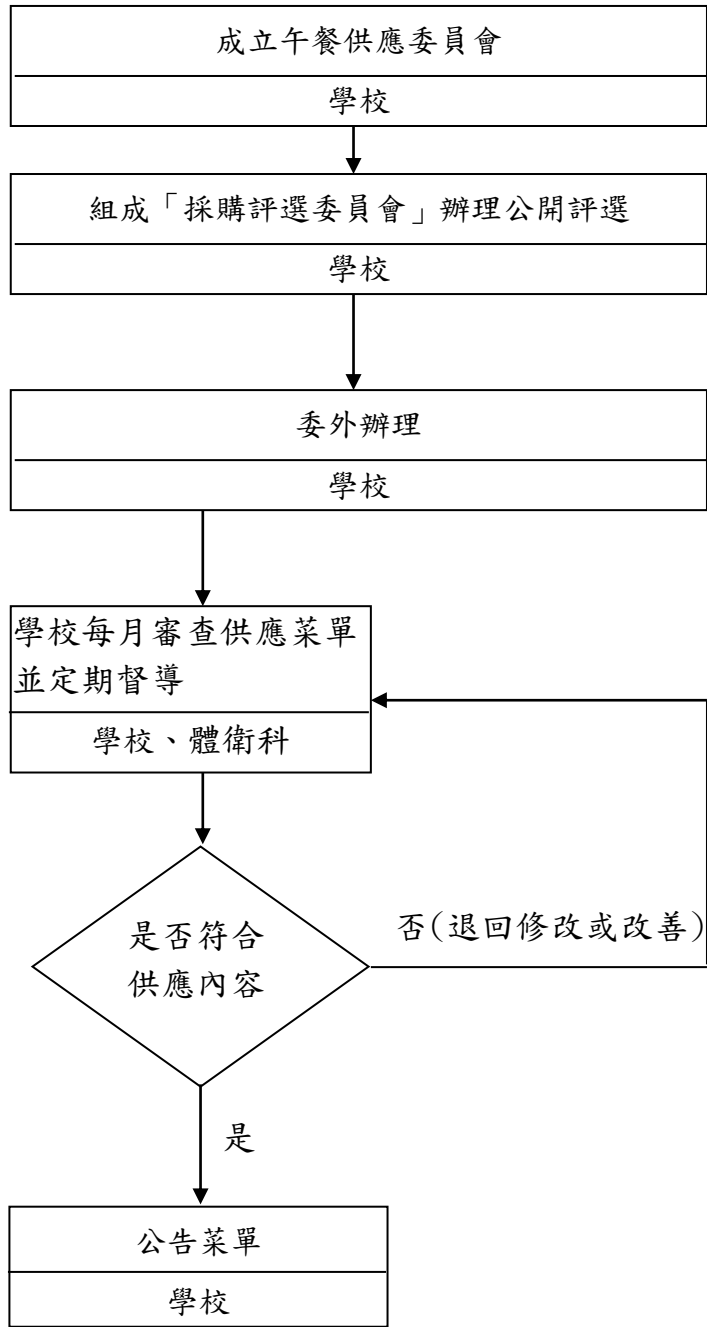 成立午餐供應委員會
學校
組成「採購評選委員會」辦理公開評選
學校
委外辦理
學校
學校每月審查供應菜單
並定期督導
學校、體衛科
是否符合
供應內容
否(退回修改或改善)
是
公告菜單
學校